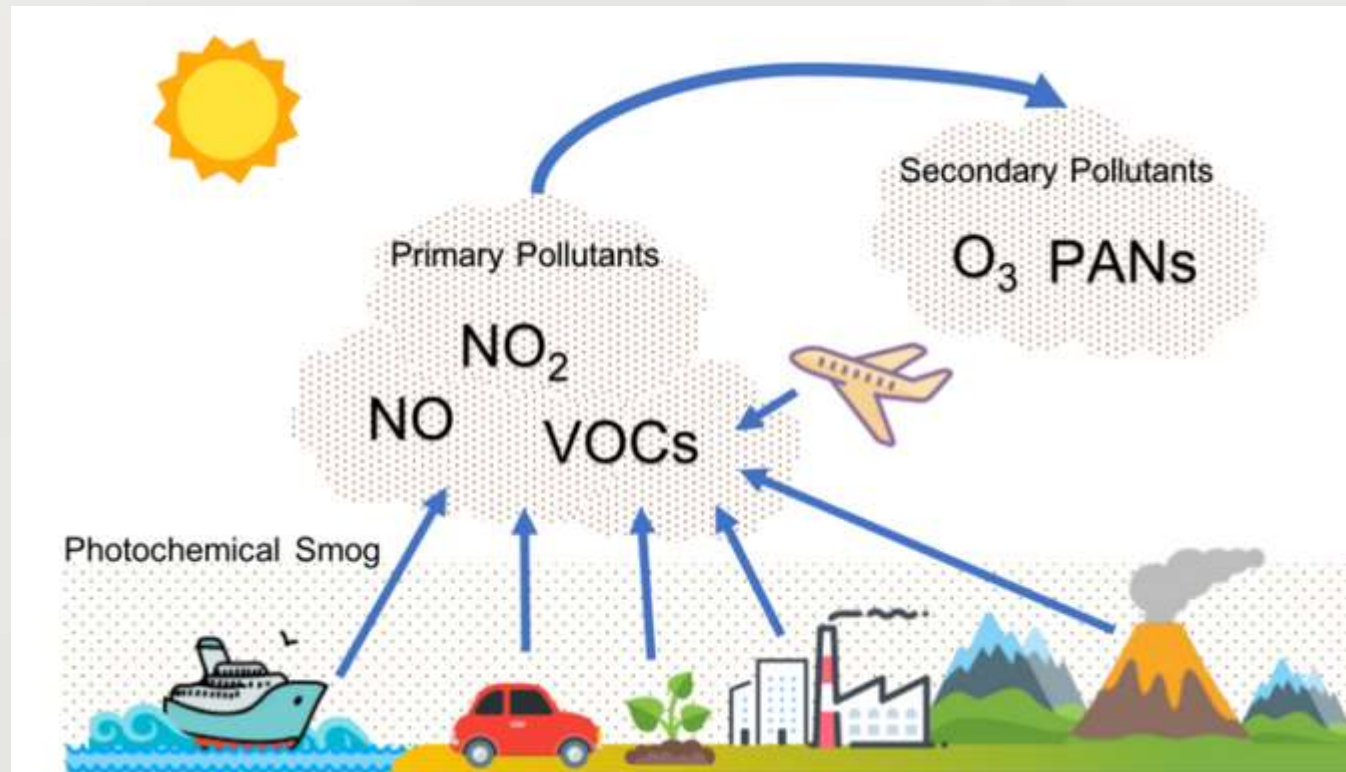 Secondary Pollutants
O₃ PANs
Primary Pollutants
NO₂
NO
VOCs
Photochemical Smog